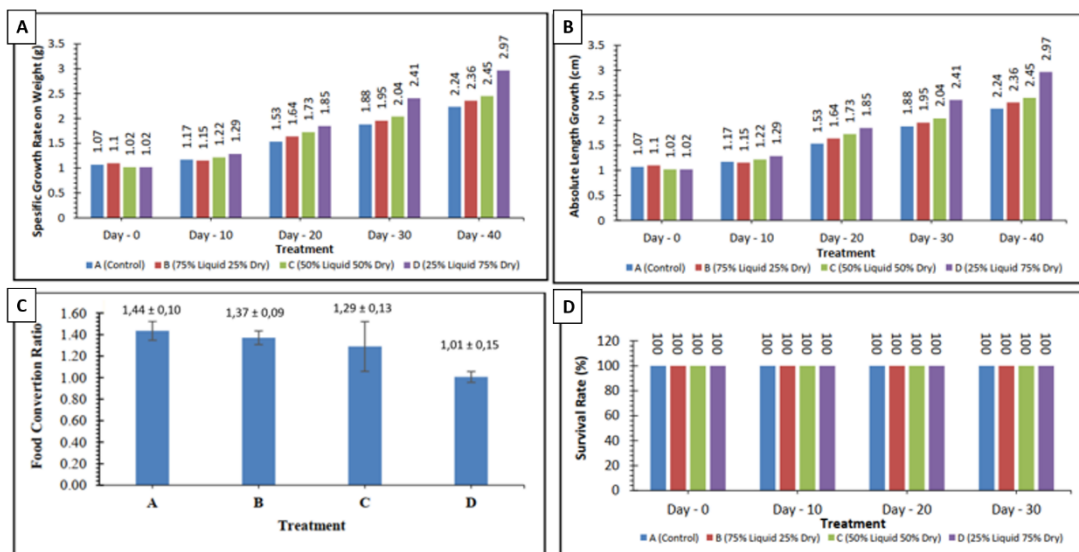 A
Spesific Growth Rate on Weight (g)
3.5
3
2.5
2
1.5
1
0.5
0
1.07 1.1 1.02 1.02
1.17 1.15 1.22 1.29
1.53 1.64 1.73 1.85
1.88 1.95 2.04 2.41
2.24 2.36 2.45 2.97
Day - 0 Day - 10 Day - 20 Day - 30 Day - 40
Treatment
A (Control) B (75% Liquid 25% Dry) C (50% Liquid 50% Dry) D (25% Liquid 75% Dry)
B
Absolute Length Growth (cm)
3.5
3
2.5
2
1.5
1
0.5
0
1.07 1.1 1.02 1.02
1.17 1.15 1.22 1.29
1.53 1.64 1.73 1.85
1.88 1.95 2.04 2.41
2.24 2.36 2.45 2.97
Day - 0 Day - 10 Day - 20 Day - 30 Day - 40
Treatment
A (Control) B (75% Liquid 25% Dry) C (50% Liquid 50% Dry) D (25% Liquid 75% Dry)
C
Food Convertion Ratio
1.60
1.40
1.20
1.00
0.80
0.60
0.40
0.20
0.00
1,44 ± 0,10
1,37 ± 0,09
1,29 ± 0,13
1,01 ± 0,15
A B C D
Treatment
D
Survival Rate (%)
120
100
80
60
40
20
0
100 100 100 100
100 100 100 100
100 100 100 100
100 100 100 100
Day - 0 Day - 10 Day - 20 Day - 30
Treatment
A (Control) B (75% Liquid 25% Dry) C (50% Liquid 50% Dry) D (25% Liquid 75% Dry)